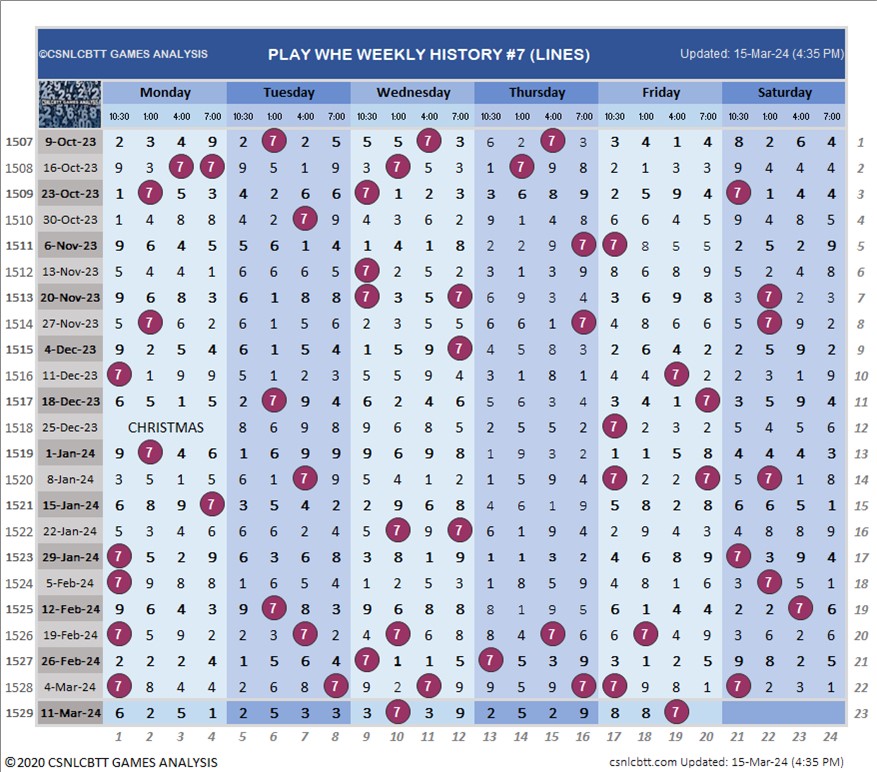 ©CSNLCBTT GAMES ANALYSIS PLAY WHE WEEKLY HISTORY #7 (LINES) Updated: 15-Mar-24 (4:35 PM)
Monday Tuesday Wednesday Thursday Friday Saturday
10:30 1:00 4:00 7:00 10:30 1:00 4:00 7:00 10:30 1:00 4:00 7:00 10:30 1:00 4:00 7:00 10:30 1:00 4:00 7:00 10:30 1:00 4:00 7:00
1507 9-Oct-23 2 3 4 9 2 7 2 5 5 5 7 3 6 2 7 3 3 4 1 4 8 2 6 4 1
1508 16-Oct-23 9 3 7 7 9 5 1 9 3 7 5 3 1 7 9 8 2 1 3 3 9 4 4 4 2
1509 23-Oct-23 1 7 5 3 4 2 6 6 7 1 2 3 3 6 8 9 2 5 9 4 7 1 4 4 3
1510 30-Oct-23 1 4 8 8 4 2 7 9 4 3 6 2 9 1 4 8 6 6 4 5 9 4 8 5 4
1511 6-Nov-23 9 6 4 5 5 6 1 4 1 4 1 8 2 2 9 7 7 8 5 5 2 5 2 9 5
1512 13-Nov-23 5 4 4 1 6 6 6 5 7 2 5 2 3 1 3 9 8 6 8 9 5 2 4 8 6
1513 20-Nov-23 9 6 8 3 6 1 8 8 7 3 5 7 6 9 3 4 3 6 9 8 3 7 2 3 7
1514 27-Nov-23 5 7 6 2 6 1 5 6 2 3 5 5 6 6 1 7 4 8 6 6 5 7 9 2 8
1515 4-Dec-23 9 2 5 4 6 1 5 4 1 5 9 7 4 5 8 3 2 6 4 2 2 5 9 2 9
1516 11-Dec-23 7 1 9 9 5 1 2 3 5 5 9 4 3 1 8 1 4 4 7 2 2 3 1 9 10
1517 18-Dec-23 6 5 1 5 2 7 9 4 6 2 4 6 5 6 3 4 3 4 1 7 3 5 9 4 11
1518 25-Dec-23 CHRISTMAS 8 6 9 8 9 6 8 5 2 5 5 2 7 2 3 2 5 4 5 6 12
1519 1-Jan-24 9 7 4 6 1 6 9 9 9 5 4 3 1 9 3 2 1 1 5 8 4 4 4 3 13
1520 8-Jan-24 3 5 1 5 6 1 7 9 5 4 1 2 1 5 9 4 7 2 2 7 5 7 1 8 14
1521 15-Jan-24 6 8 9 7 3 5 4 2 2 9 6 8 4 6 1 9 5 8 2 8 6 6 5 1 15
1522 22-Jan-24 5 3 4 6 6 6 2 4 5 7 9 7 9 4 1 6 2 9 4 3 4 8 8 9 16
1523 29-Jan-24 7 5 2 9 6 3 6 8 3 8 1 9 1 1 3 2 4 6 8 9 7 3 9 4 17
1524 5-Feb-24 7 9 8 8 1 6 5 4 1 2 5 3 1 8 5 9 4 8 1 6 3 7 5 1 18
1525 12-Feb-24 9 6 4 3 9 7 8 3 9 6 8 8 8 1 9 5 6 1 4 4 2 2 7 6 19
1526 19-Feb-24 7 5 9 2 2 3 7 2 4 7 6 8 8 4 7 6 6 7 4 9 3 6 2 6 20
1527 26-Feb-24 2 2 2 4 1 5 6 4 7 1 1 5 7 5 3 9 3 1 2 5 9 8 2 5 21
1528 4-Mar-24 7 8 4 4 2 6 8 7 9 2 7 9 9 5 9 7 7 9 8 1 7 2 3 1 22
1529 11-Mar-24 6 2 5 1 2 5 3 3 3 7 3 9 2 5 2 9 8 8 7 23
1 2 3 4 5 6 7 8 9 10 11 12 13 14 15 16 17 18 19 20 21 22 23 24
©2020 CSNLCBTT GAMES ANALYSIS csnlcbtt.com Updated: 15-Mar-24 (4:35 PM)